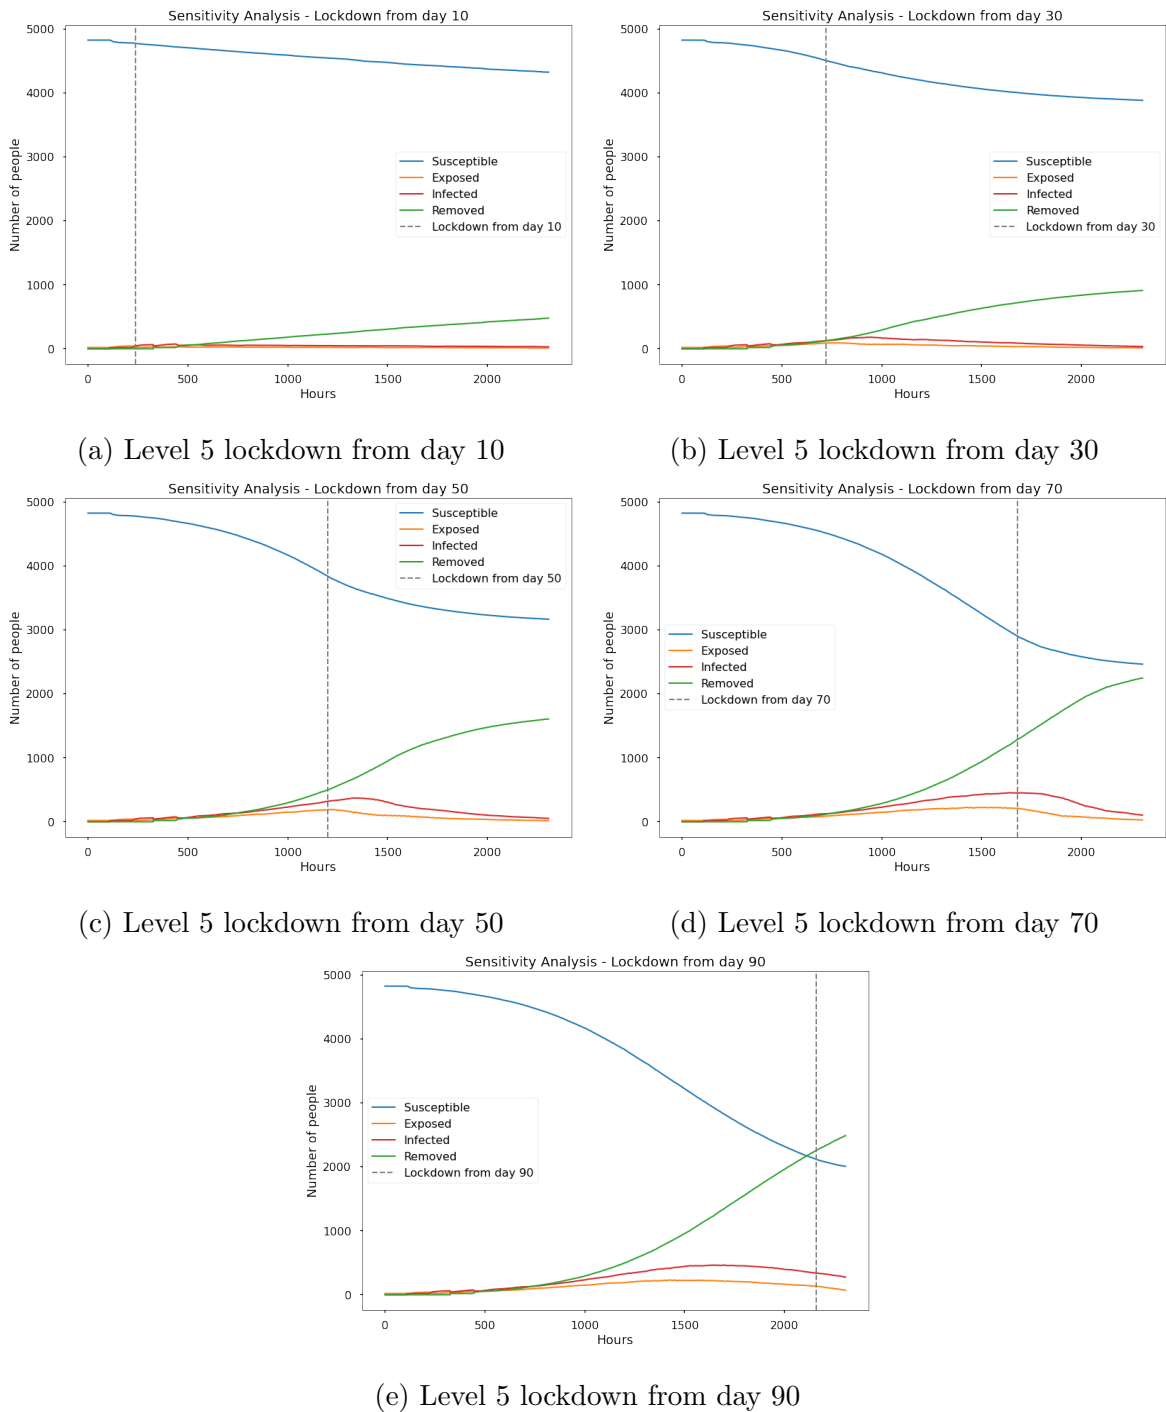 Sensitivity Analysis - Lockdown from day 10
5000
4000
3000
2000
1000
0
Number of people
Susceptible
Exposed
Infected
Removed
Lockdown from day 10
0 500 1000 1500 2000
Hours
(a) Level 5 lockdown from day 10
Sensitivity Analysis - Lockdown from day 30
5000
4000
3000
2000
1000
0
Number of people
Susceptible
Exposed
Infected
Removed
Lockdown from day 30
0 500 1000 1500 2000
Hours
(b) Level 5 lockdown from day 30
Sensitivity Analysis - Lockdown from day 50
5000
4000
3000
2000
1000
0
Number of people
Susceptible
Exposed
Infected
Removed
Lockdown from day 50
0 500 1000 1500 2000
Hours
(c) Level 5 lockdown from day 50
Sensitivity Analysis - Lockdown from day 70
5000
4000
3000
2000
1000
0
Number of people
Susceptible
Exposed
Infected
Removed
Lockdown from day 70
0 500 1000 1500 2000
Hours
(d) Level 5 lockdown from day 70
Sensitivity Analysis - Lockdown from day 90
5000
4000
3000
2000
1000
0
Number of people
Susceptible
Exposed
Infected
Removed
Lockdown from day 90
0 500 1000 1500 2000
Hours
(e) Level 5 lockdown from day 90